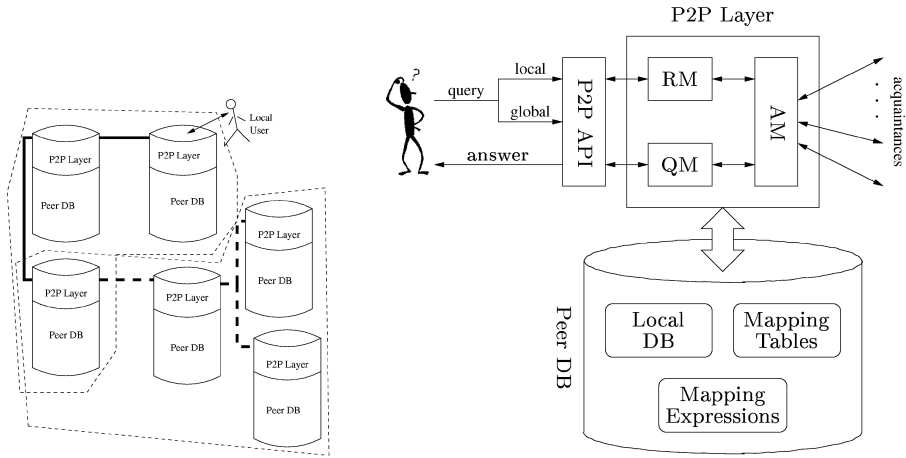 Local
User
P2P Layer
Peer DB
P2P Layer
Peer DB
P2P Layer
Peer DB
P2P Layer
Peer DB
P2P Layer
Peer DB
P2P Layer
Peer DB
P2P Layer
?
query
local
global
answer
P2P API
RM
QM
AM
acquaintances
. . .
Peer DB
Local
DB
Mapping
Tables
Mapping
Expressions